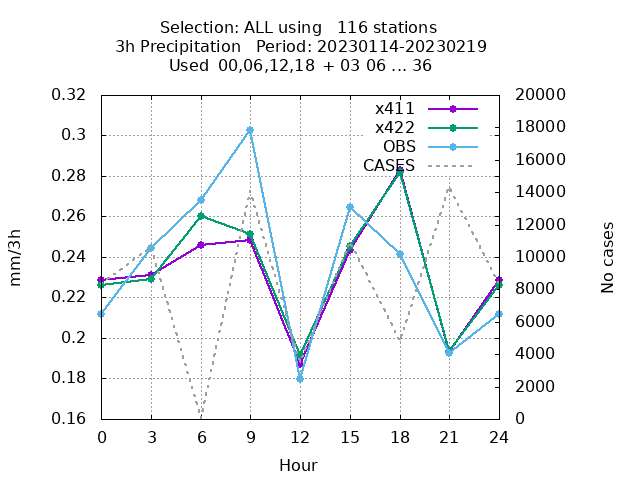 Selection: ALL using   116 stations
3h Precipitation   Period: 20230114-20230219
Used  00,06,12,18  + 03 06 ... 36
0.32
0.3
0.28
0.26
0.24
0.22
0.2
0.18
0.16
mm/3h
x411
x422
OBS
CASES
20000
18000
16000
14000
12000
10000
8000
6000
4000
2000
0
No cases
0 3 6 9 12 15 18 21 24
Hour